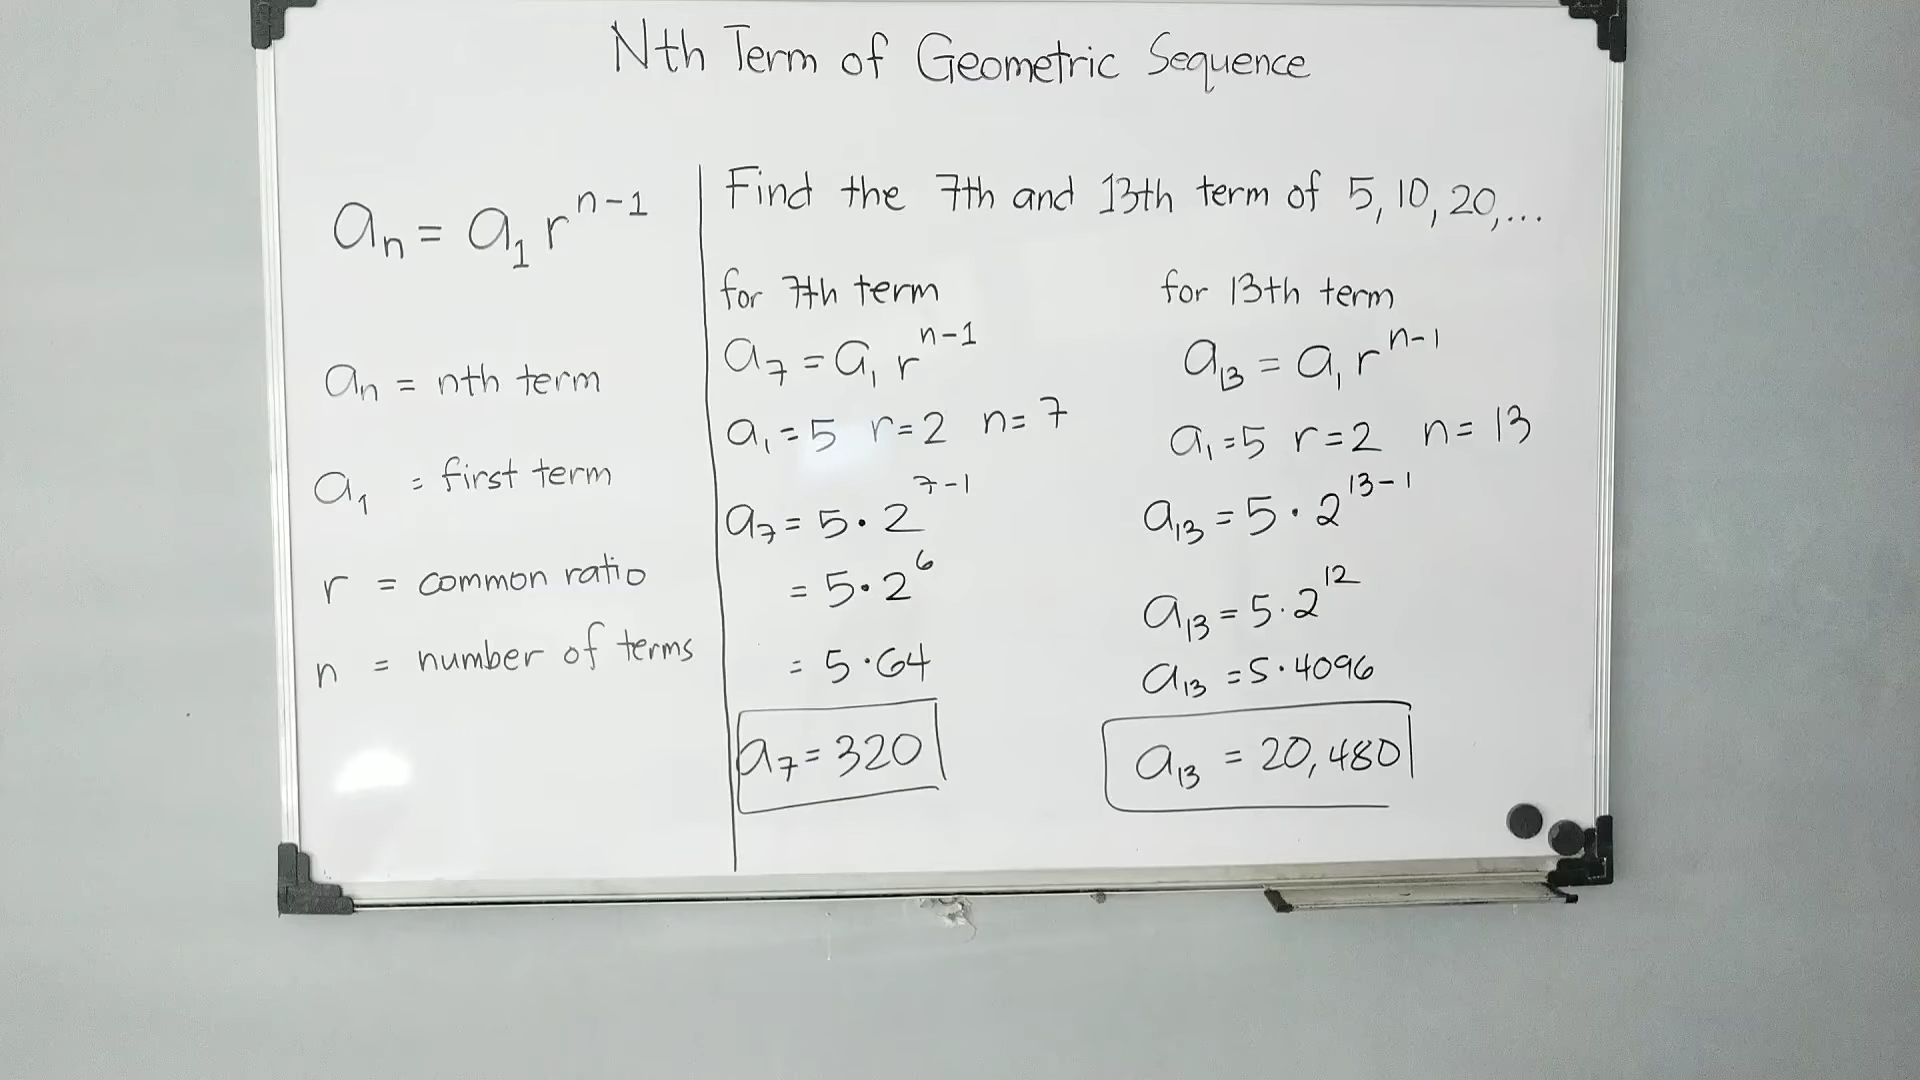 Nth Term of Geometric Sequence
aₙ = a₁ rⁿ⁻¹
aₙ = nth term
a₁ = first term
r = common ratio
n = number of terms
Find the 7th and 13th term of 5, 10, 20, ...
for 7th term
a₇ = a₁ rⁿ⁻¹
a₁ = 5 r = 2 n = 7
a₇ = 5 · 2⁷⁻¹
= 5 · 2⁶
= 5 · 64
a₇ = 320
for 13th term
a₁₃ = a₁ rⁿ⁻¹
a₁ = 5 r = 2 n = 13
a₁₃ = 5 · 2¹³⁻¹
a₁₃ = 5 · 2¹²
a₁₃ = 5 · 4096
a₁₃ = 20,480